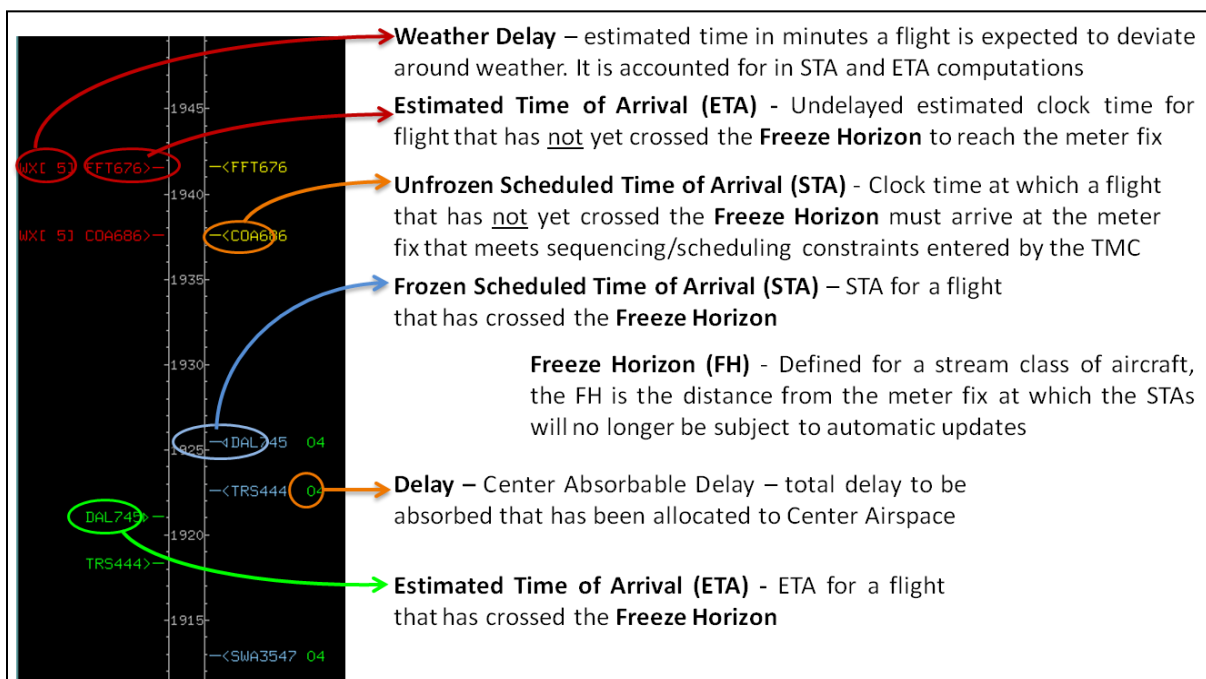 Weather Delay – estimated time in minutes a flight is expected to deviate
around weather. It is accounted for in STA and ETA computations
1945
Estimated Time of Arrival (ETA) - Undelayed estimated clock time for
flight that has not yet crossed the Freeze Horizon to reach the meter fix
WX[ 5] FFT676> <FFT676
1940
Unfrozen Scheduled Time of Arrival (STA) - Clock time at which a flight
that has not yet crossed the Freeze Horizon must arrive at the meter
fix that meets sequencing/scheduling constraints entered by the TMC
WX[ 5] COA686> <COA686
1935
Frozen Scheduled Time of Arrival (STA) – STA for a flight
that has crossed the Freeze Horizon
1930
Freeze Horizon (FH) - Defined for a stream class of aircraft,
the FH is the distance from the meter fix at which the STAs
will no longer be subject to automatic updates
<DAL745 04
1925
<TRS444 04
Delay – Center Absorbable Delay – total delay to be
absorbed that has been allocated to Center Airspace
DAL745>
1920
TRS444>
Estimated Time of Arrival (ETA) - ETA for a flight
that has crossed the Freeze Horizon
1915
<SWA3547 04